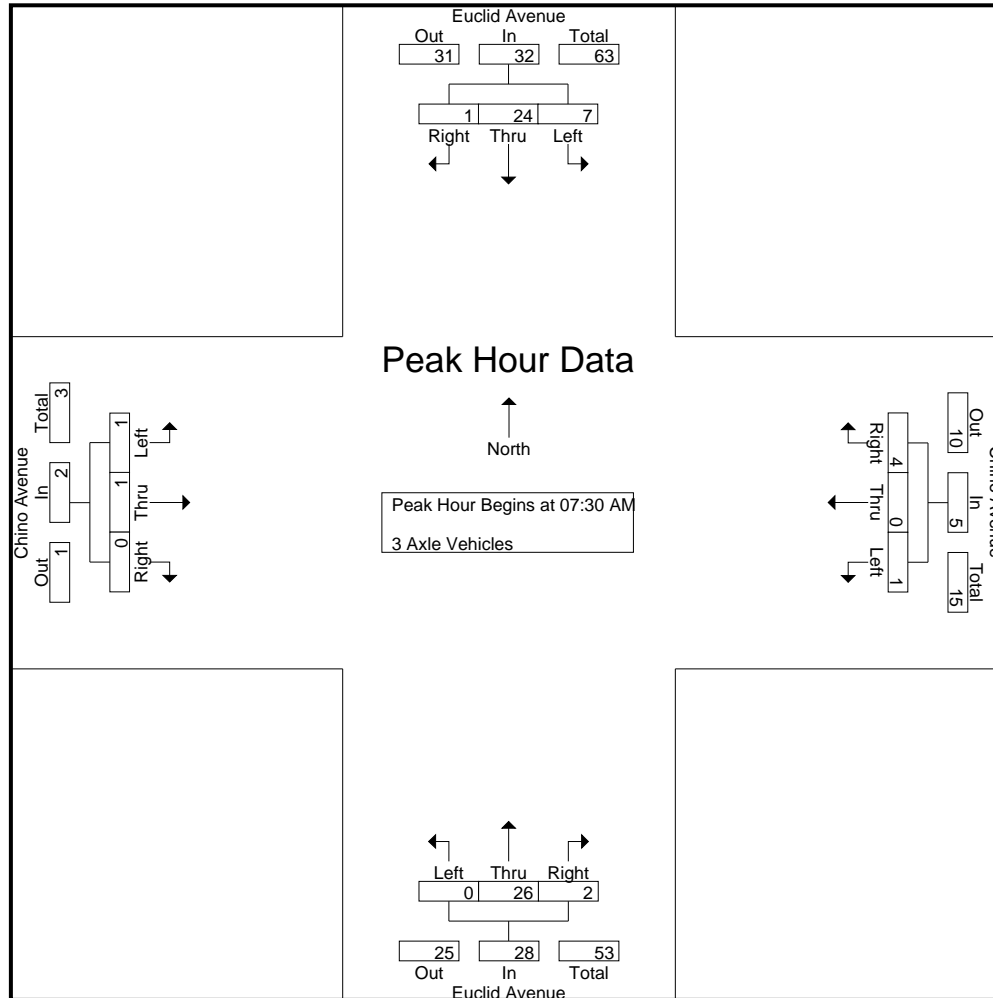 Euclid Avenue
Out In Total
31 32 63
1 24 7
Right Thru Left
Peak Hour Data
North
Peak Hour Begins at 07:30 AM
3 Axle Vehicles
Chino Avenue
Out In Total
1 2 3
Left Thru Right
1 1 0
Right Thru Left
4 0 1
Out In Total
10 5 15
Chino Avenue
Left Thru Right
0 26 2
25 28 53
Out In Total
Euclid Avenue